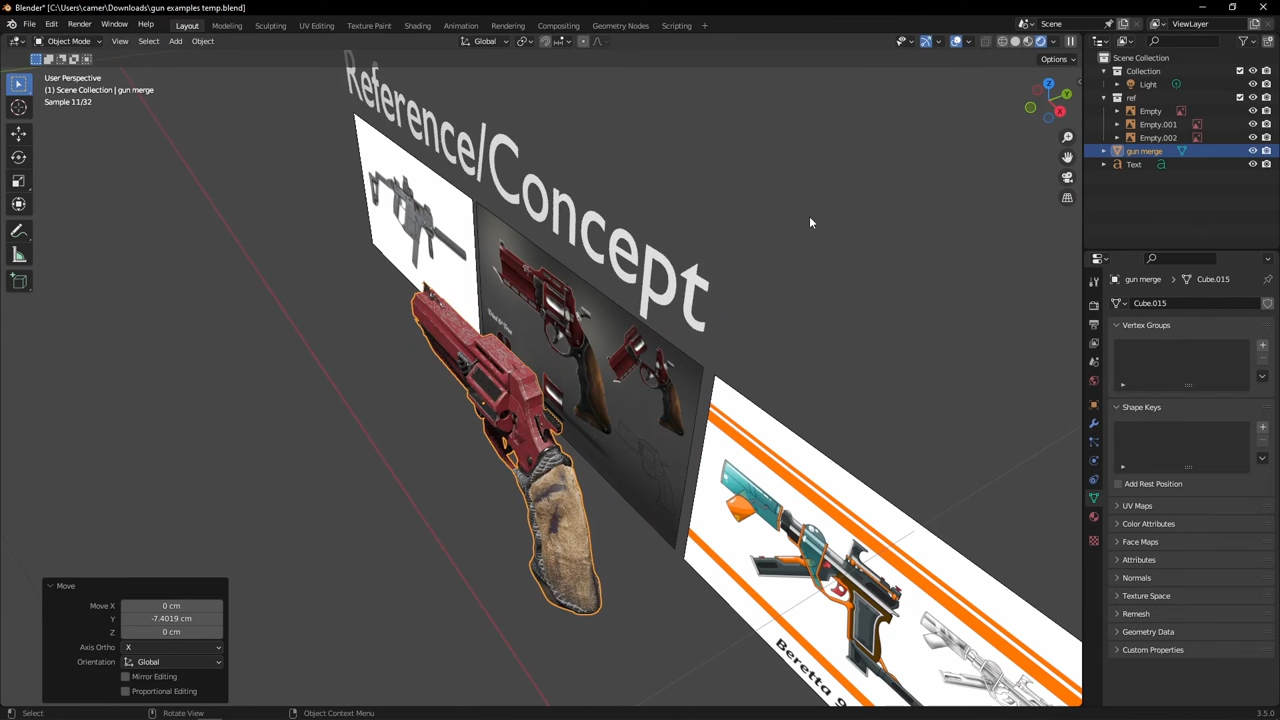 Blender* [C:\Users\camer\Downloads\gun examples temp.blend]
File Edit Render Window Help Layout Modeling Sculpting UV Editing Texture Paint Shading Animation Rendering Compositing Geometry Nodes Scripting + Scene ViewLayer
Object Mode View Select Add Object Global
Options
User Perspective
(1) Scene Collection | gun merge
Sample 11/32
Reference/Concept
Beretta 9
Z
Y
X
Scene Collection
Collection
Light
ref
Empty
Empty.001
Empty.002
gun merge
Text
gun merge > Cube.015
Cube.015
Vertex Groups
Shape Keys
Add Rest Position
UV Maps
Color Attributes
Face Maps
Attributes
Normals
Texture Space
Remesh
Geometry Data
Custom Properties
Move
Move X 0 cm
Y -7.4019 cm
Z 0 cm
Axis Ortho X
Orientation Global
Mirror Editing
Proportional Editing
Select Rotate View Object Context Menu 3.5.0